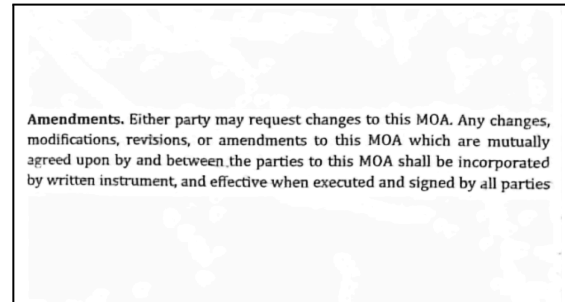 Amendments. Either party may request changes to this MOA. Any changes,
modifications, revisions, or amendments to this MOA which are mutually
agreed upon by and between the parties to this MOA shall be incorporated
by written instrument, and effective when executed and signed by all parties